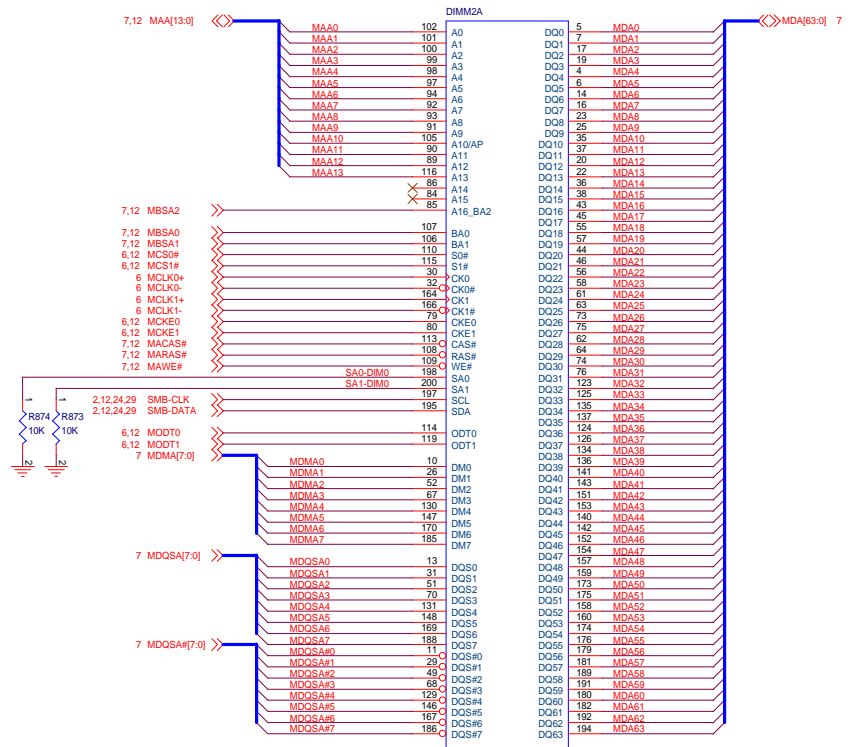 DIMM2A
7,12 MAA[13:0]
MAA0 102 A0
MAA1 101 A1
MAA2 100 A2
MAA3 99 A3
MAA4 98 A4
MAA5 97 A5
MAA6 94 A6
MAA7 92 A7
MAA8 93 A8
MAA9 91 A9
MAA10 105 A10/AP
MAA11 90 A11
MAA12 89 A12
MAA13 116 A13
86 A14
84 A15
7,12 MBSA2 85 A16_BA2
7,12 MBSA0 107 BA0
7,12 MBSA1 106 BA1
6,12 MCS0# 110 S0#
6,12 MCS1# 115 S1#
6 MCLK0+ 30 CK0
6 MCLK0- 32 CK0#
6 MCLK1+ 164 CK1
6 MCLK1- 166 CK1#
6,12 MCKE0 79 CKE0
6,12 MCKE1 80 CKE1
7,12 MACAS# 113 CAS#
7,12 MARAS# 108 RAS#
7,12 MAWE# 109 WE#
SA0-DIM0 198 SA0
SA1-DIM0 200 SA1
2,12,24,29 SMB-CLK 197 SCL
2,12,24,29 SMB-DATA 195 SDA
1 R874 10K 2
1 R873 10K 2
6,12 MODT0 114 ODT0
6,12 MODT1 119 ODT1
7 MDMA[7:0]
MDMA0 10 DM0
MDMA1 26 DM1
MDMA2 52 DM2
MDMA3 67 DM3
MDMA4 130 DM4
MDMA5 147 DM5
MDMA6 170 DM6
MDMA7 185 DM7
7 MDQSA[7:0]
MDQSA0 13 DQS0
MDQSA1 31 DQS1
MDQSA2 51 DQS2
MDQSA3 70 DQS3
MDQSA4 131 DQS4
MDQSA5 148 DQS5
MDQSA6 169 DQS6
MDQSA7 188 DQS7
7 MDQSA#[7:0]
MDQSA#0 11 DQS#0
MDQSA#1 29 DQS#1
MDQSA#2 49 DQS#2
MDQSA#3 68 DQS#3
MDQSA#4 129 DQS#4
MDQSA#5 146 DQS#5
MDQSA#6 167 DQS#6
MDQSA#7 186 DQS#7
MDA[63:0] 7
DQ0 5 MDA0
DQ1 7 MDA1
DQ2 17 MDA2
DQ3 19 MDA3
DQ4 4 MDA4
DQ5 6 MDA5
DQ6 14 MDA6
DQ7 16 MDA7
DQ8 23 MDA8
DQ9 25 MDA9
DQ10 35 MDA10
DQ11 37 MDA11
DQ12 20 MDA12
DQ13 22 MDA13
DQ14 36 MDA14
DQ15 38 MDA15
DQ16 43 MDA16
DQ17 45 MDA17
DQ18 55 MDA18
DQ19 57 MDA19
DQ20 44 MDA20
DQ21 46 MDA21
DQ22 56 MDA22
DQ23 58 MDA23
DQ24 61 MDA24
DQ25 63 MDA25
DQ26 73 MDA26
DQ27 75 MDA27
DQ28 62 MDA28
DQ29 64 MDA29
DQ30 74 MDA30
DQ31 76 MDA31
DQ32 123 MDA32
DQ33 125 MDA33
DQ34 135 MDA34
DQ35 137 MDA35
DQ36 124 MDA36
DQ37 126 MDA37
DQ38 134 MDA38
DQ39 136 MDA39
DQ40 141 MDA40
DQ41 143 MDA41
DQ42 151 MDA42
DQ43 153 MDA43
DQ44 140 MDA44
DQ45 142 MDA45
DQ46 152 MDA46
DQ47 154 MDA47
DQ48 157 MDA48
DQ49 159 MDA49
DQ50 173 MDA50
DQ51 175 MDA51
DQ52 158 MDA52
DQ53 160 MDA53
DQ54 174 MDA54
DQ55 176 MDA55
DQ56 179 MDA56
DQ57 181 MDA57
DQ58 189 MDA58
DQ59 191 MDA59
DQ60 180 MDA60
DQ61 182 MDA61
DQ62 192 MDA62
DQ63 194 MDA63